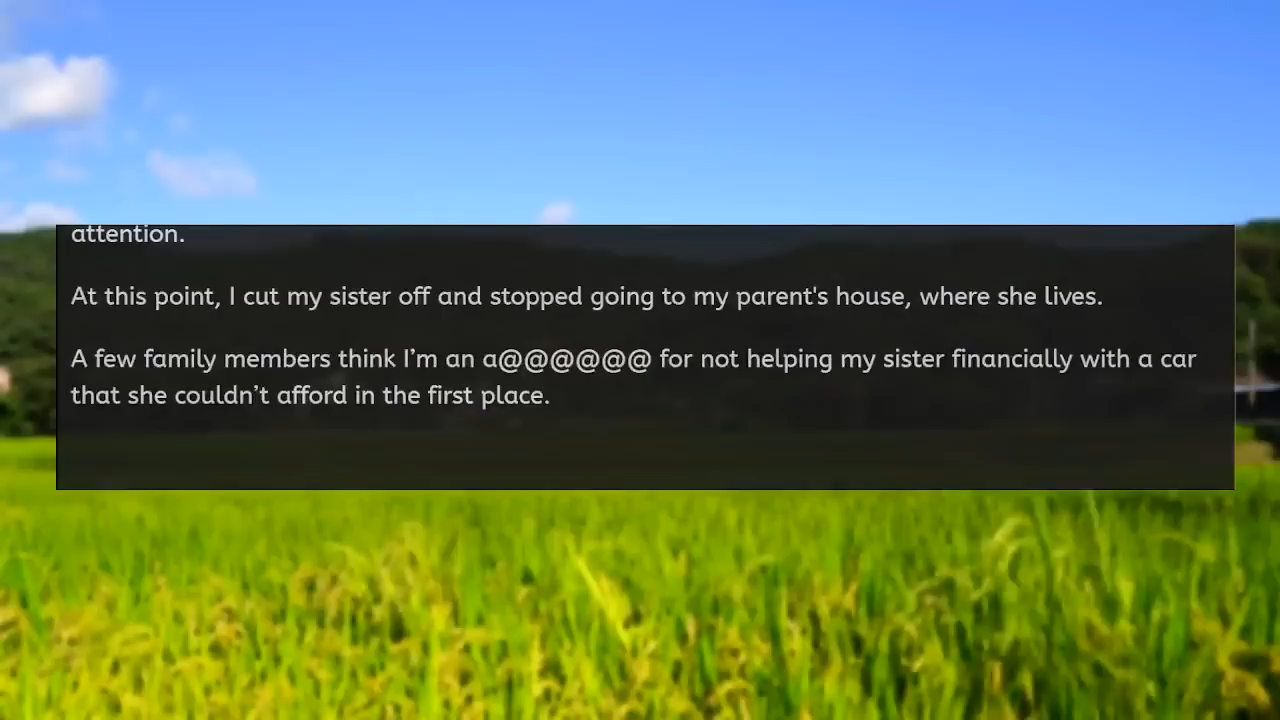 attention.
At this point, I cut my sister off and stopped going to my parent's house, where she lives.
A few family members think I’m an a@@@@@@ for not helping my sister financially with a car
that she couldn’t afford in the first place.